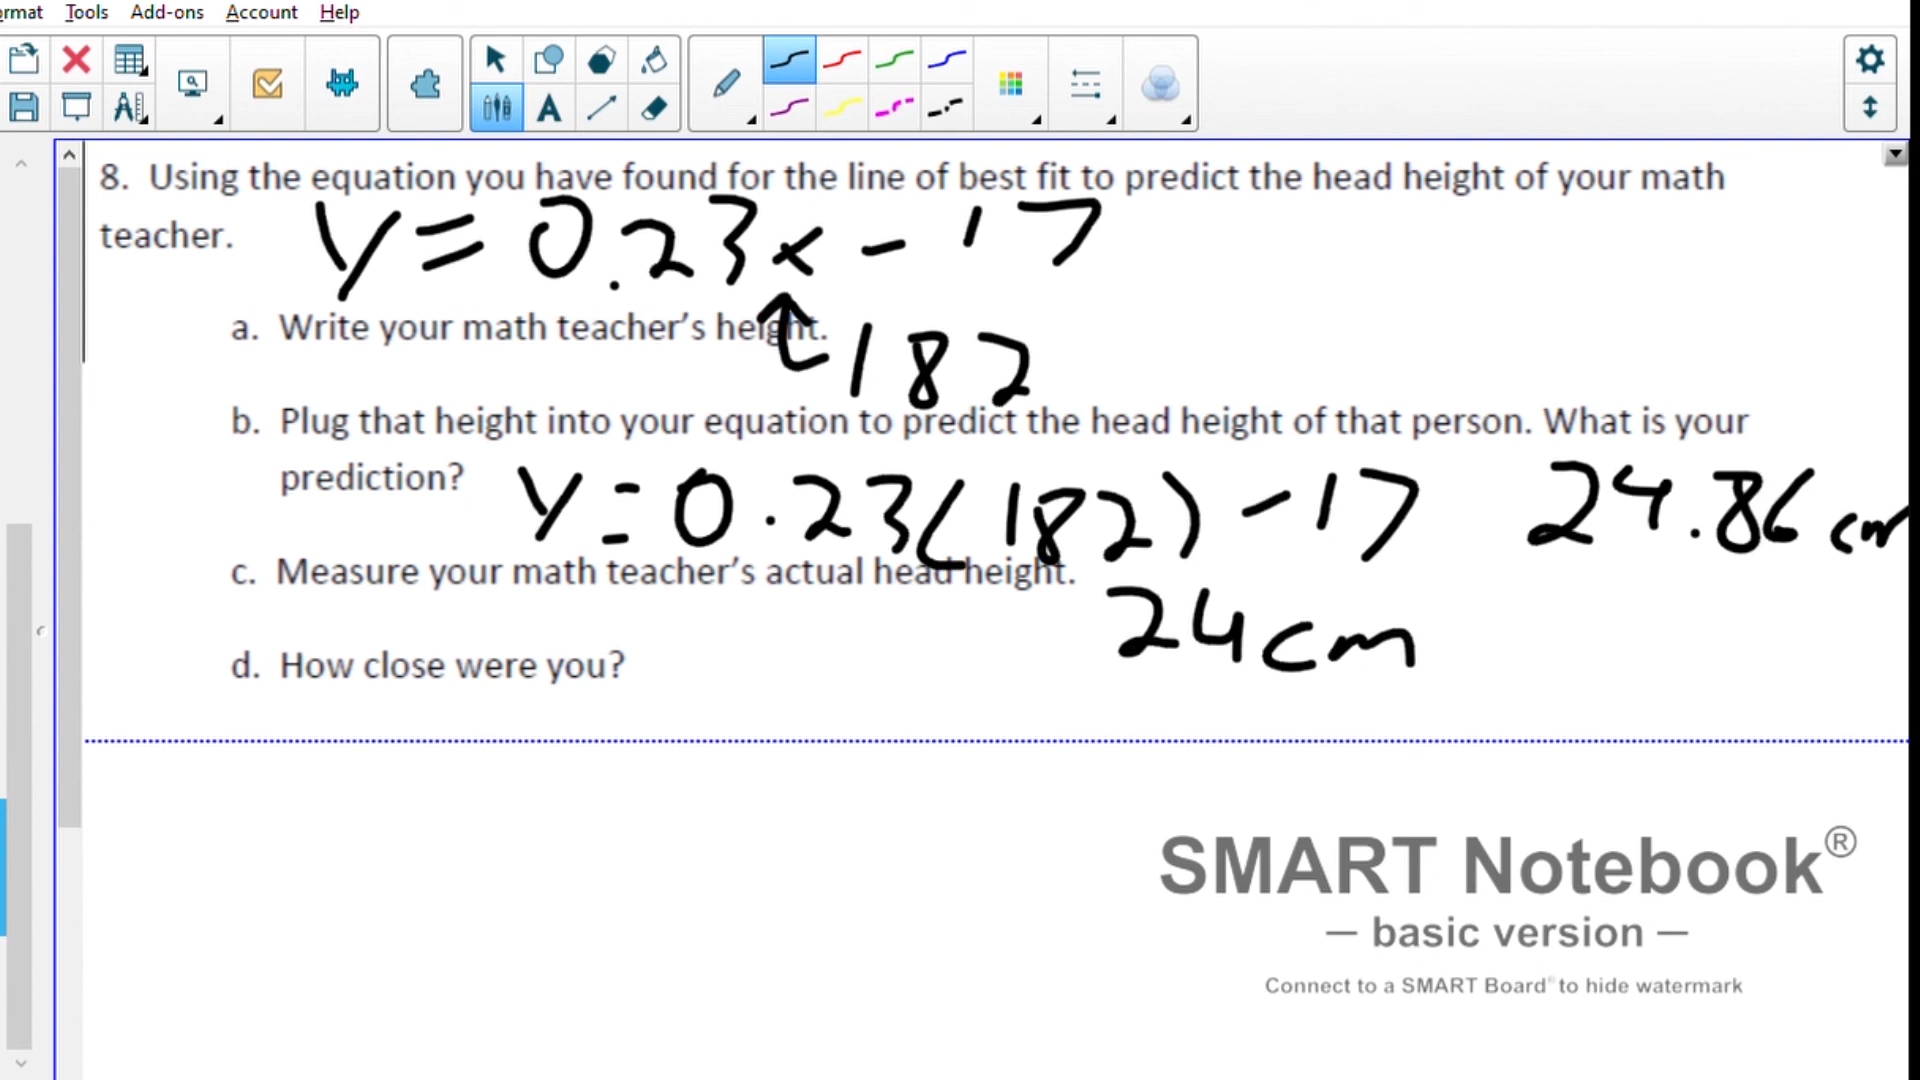 ormat Tools Add-ons Account Help
8. Using the equation you have found for the line of best fit to predict the head height of your math
teacher.
y = 0.23x - 17
a. Write your math teacher's height.
182
b. Plug that height into your equation to predict the head height of that person. What is your
prediction?
y = 0.23(182) - 17 24.86 cm
c. Measure your math teacher's actual head height.
24cm
d. How close were you?
SMART Notebook®
— basic version —
Connect to a SMART Board® to hide watermark